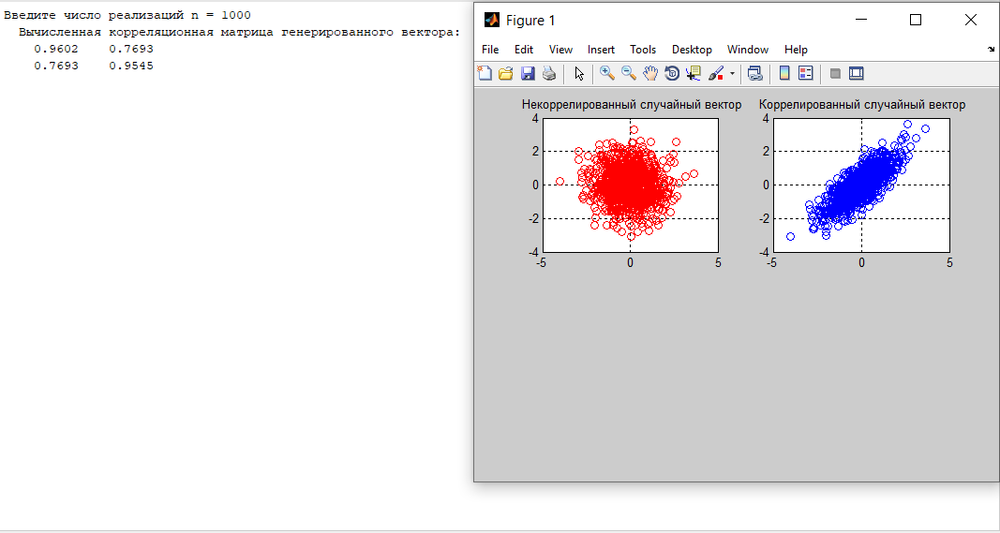 Введите число реализаций n = 1000
Вычисленная корреляционная матрица генерированного вектора:
0.9602 0.7693
0.7693 0.9545
Figure 1
File Edit View Insert Tools Desktop Window Help
Некоррелированный случайный вектор
4
2
0
-2
-4
-5 0 5
Коррелированный случайный вектор
4
2
0
-2
-4
-5 0 5